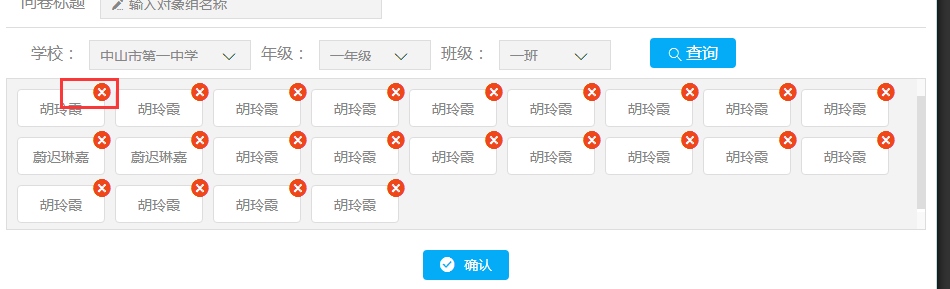 问卷标题 输入对象组名称
学校： 中山市第一中学 年级： 一年级 班级： 一班 查询
胡玲霞 胡玲霞 胡玲霞 胡玲霞 胡玲霞 胡玲霞 胡玲霞 胡玲霞 胡玲霞
蔚迟琳嘉 蔚迟琳嘉 胡玲霞 胡玲霞 胡玲霞 胡玲霞 胡玲霞 胡玲霞 胡玲霞
胡玲霞 胡玲霞 胡玲霞 胡玲霞
确认